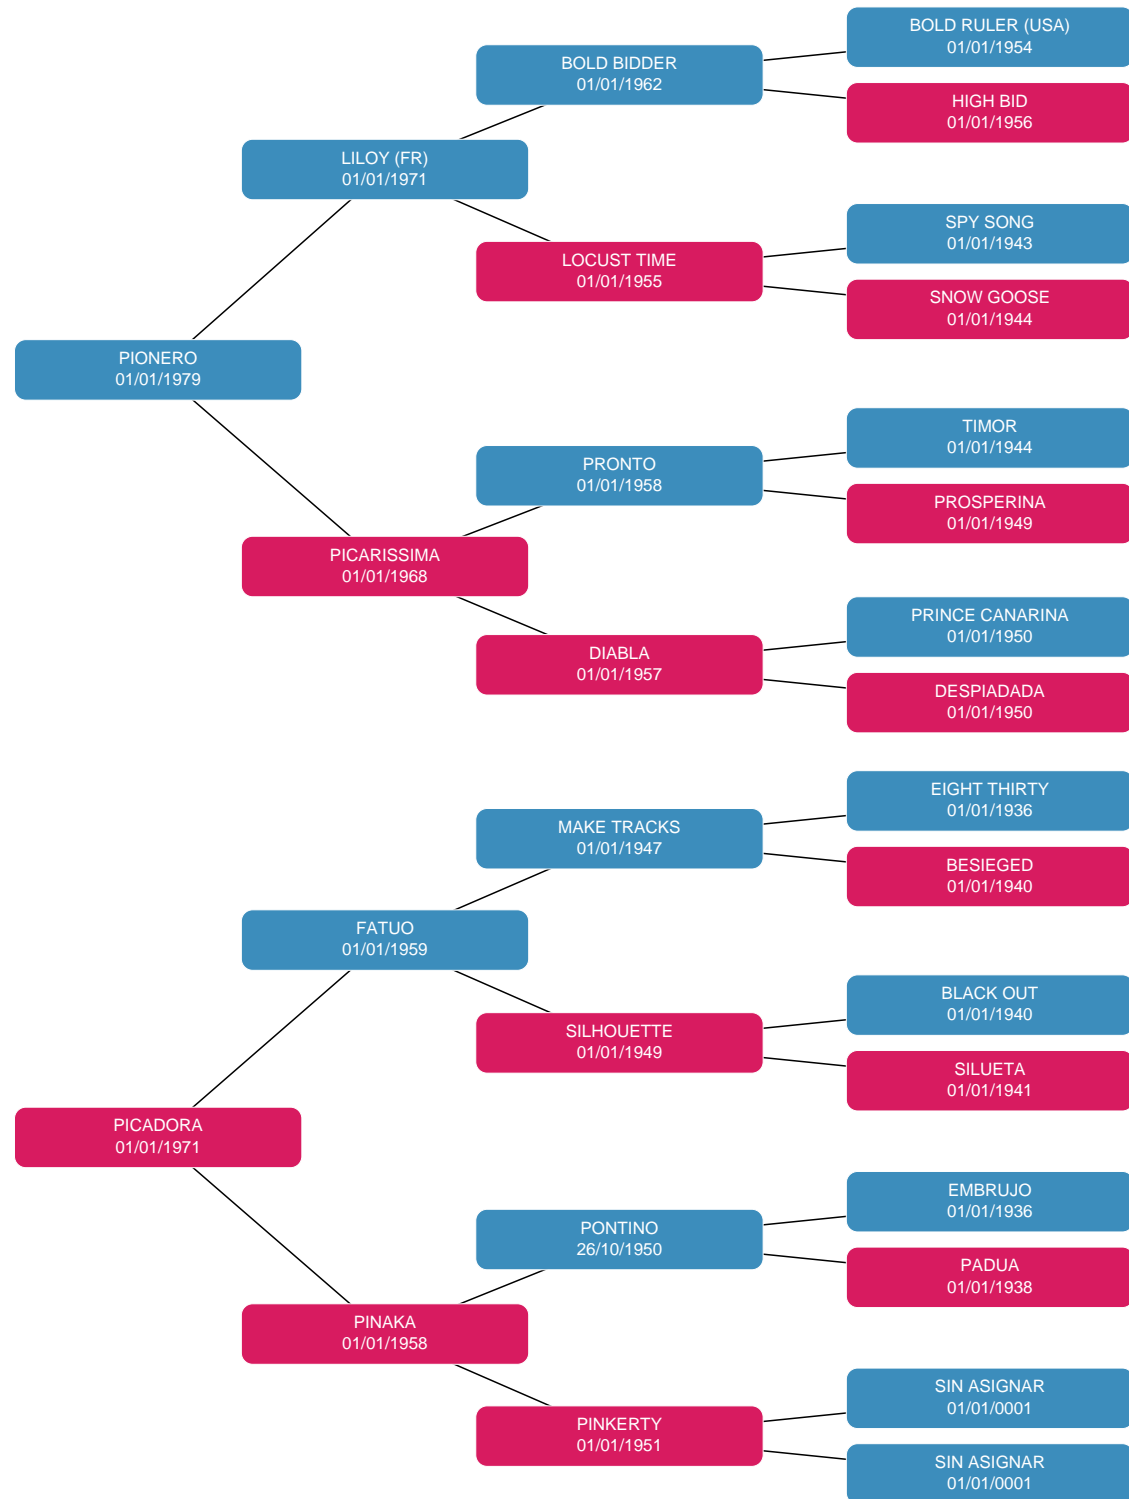 BOLD RULER (USA)
01/01/1954
BOLD BIDDER
01/01/1962
HIGH BID
01/01/1956
LILOY (FR)
01/01/1971
SPY SONG
01/01/1943
LOCUST TIME
01/01/1955
SNOW GOOSE
01/01/1944
PIONERO
01/01/1979
TIMOR
01/01/1944
PRONTO
01/01/1958
PROSPERINA
01/01/1949
PICARISSIMA
01/01/1968
PRINCE CANARINA
01/01/1950
DIABLA
01/01/1957
DESPIADADA
01/01/1950
EIGHT THIRTY
01/01/1936
MAKE TRACKS
01/01/1947
BESIEGED
01/01/1940
FATUO
01/01/1959
BLACK OUT
01/01/1940
SILHOUETTE
01/01/1949
SILUETA
01/01/1941
PICADORA
01/01/1971
EMBRUJO
01/01/1936
PONTINO
26/10/1950
PADUA
01/01/1938
PINAKA
01/01/1958
SIN ASIGNAR
01/01/0001
PINKERTY
01/01/1951
SIN ASIGNAR
01/01/0001